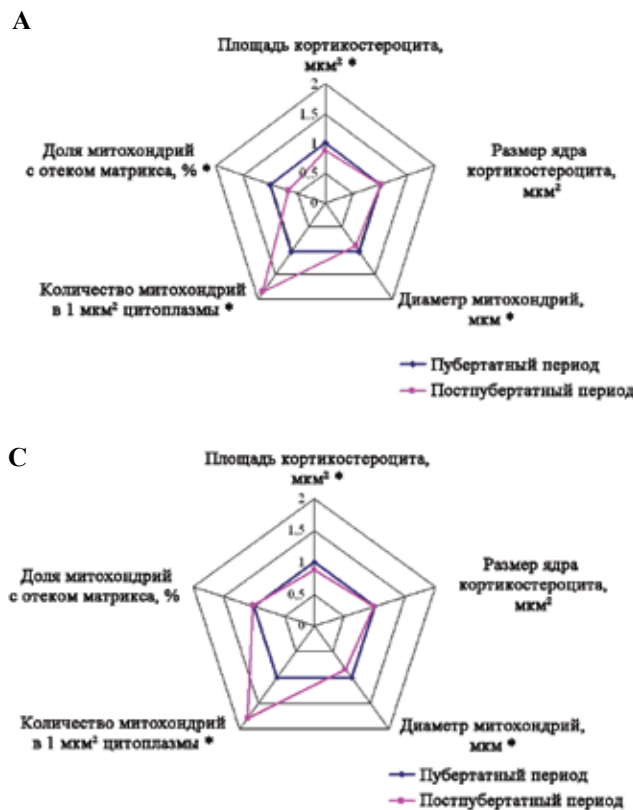 A
Площадь кортикостероцита,
мкм² *
2
1.5
1
0.5
0
Доля митохондрий
с отеком матрикса, % *
Размер ядра
кортикостероцита,
мкм²
Количество митохондрий
в 1 мкм² цитоплазмы *
Диаметр митохондрий,
мкм *
Пубертатный период
Постпубертатный период
C
Площадь кортикостероцита,
мкм² *
2
1.5
1
0.5
0
Доля митохондрий
с отеком матрикса, %
Размер ядра
кортикостероцита,
мкм²
Количество митохондрий
в 1 мкм² цитоплазмы *
Диаметр митохондрий,
мкм *
Пубертатный период
Постпубертатный период